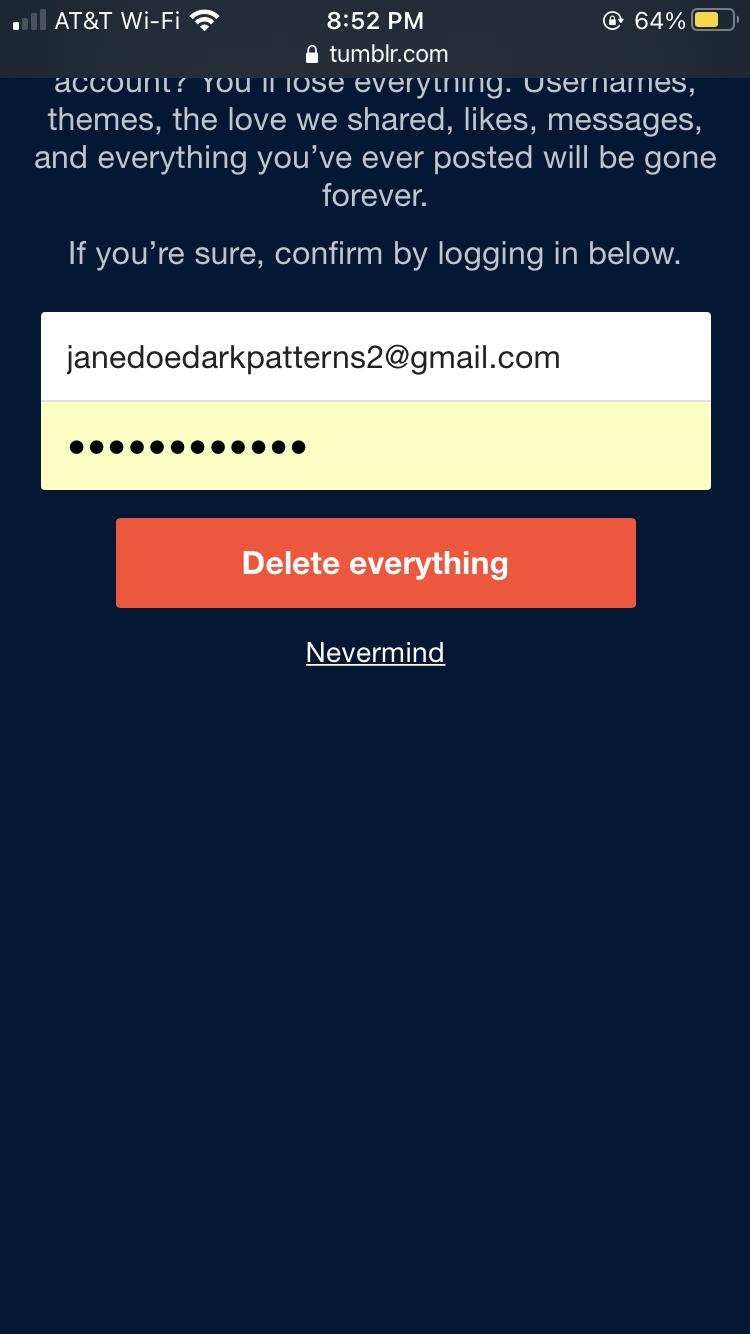 AT&T Wi-Fi 8:52 PM 64%
tumblr.com
account? You'll lose everything. Usernames,
themes, the love we shared, likes, messages,
and everything you’ve ever posted will be gone
forever.
If you’re sure, confirm by logging in below.
janedoedarkpatterns2@gmail.com
••••••••••••
Delete everything
Nevermind